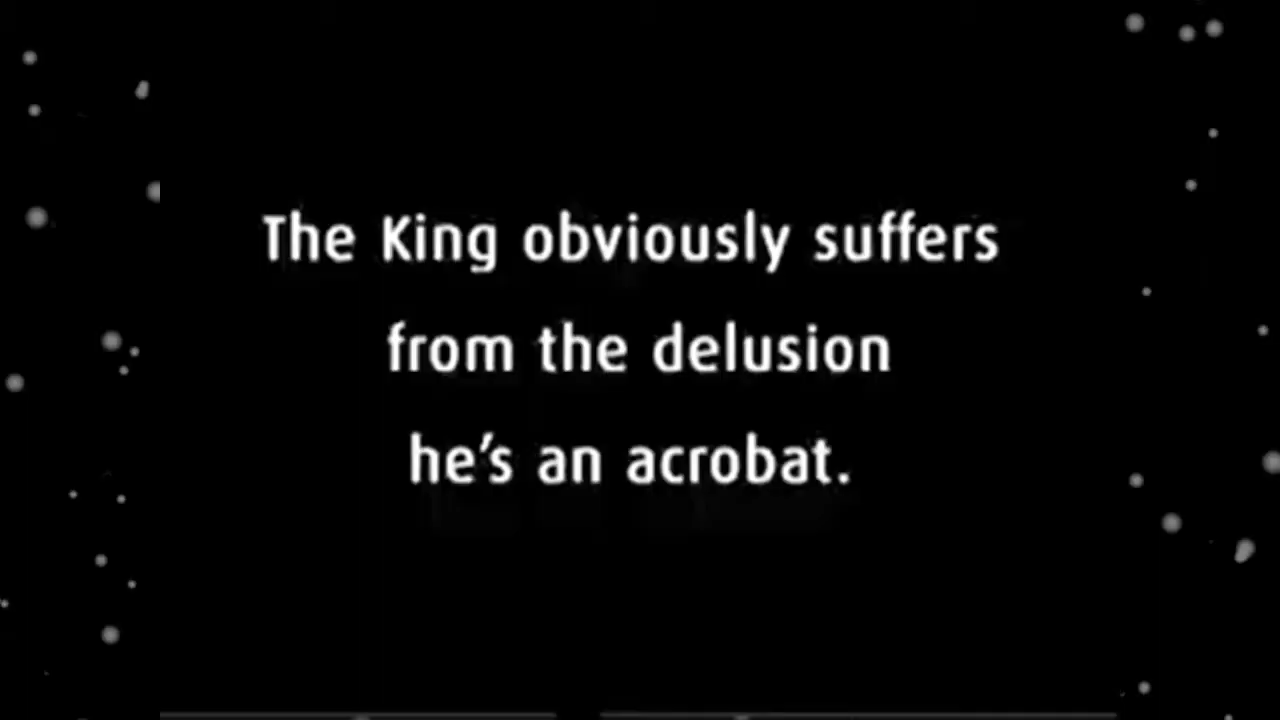 The King obviously suffers
from the delusion
he's an acrobat.